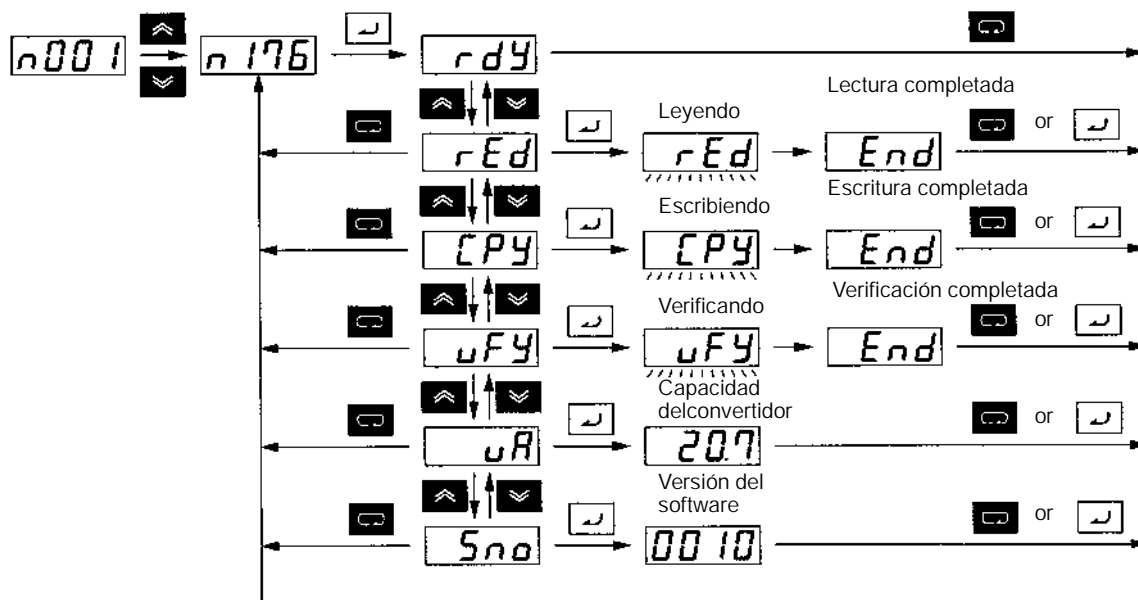 n001
n176
rdy
Lectura completada
Leyendo
rEd
rEd
End
or
Escritura completada
Escribiendo
CPy
CPy
End
or
Verificación completada
Verificando
uFy
uFy
End
or
Capacidad
delconvertidor
uA
20.7
or
Versión del
software
Sno
0010
or